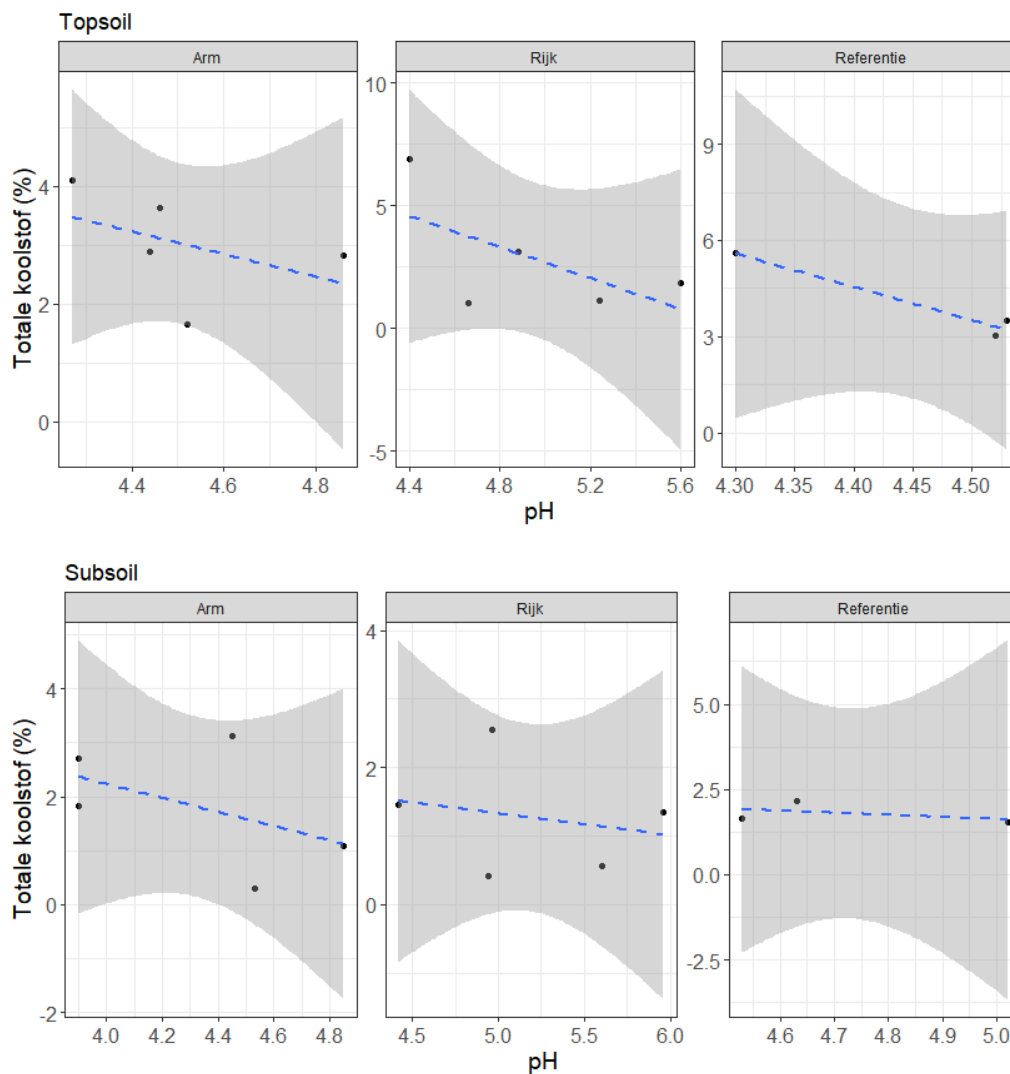 Topsoil
Arm Rijk Referentie
Totale koolstof (%)
4
2
0
10
5
0
-5
9
6
3
0
4.4 4.6 4.8 4.4 4.8 5.2 5.6 4.30 4.35 4.40 4.45 4.50
pH
Subsoil
Arm Rijk Referentie
Totale koolstof (%)
4
2
0
-2
4
2
0
5.0
2.5
0.0
-2.5
4.0 4.2 4.4 4.6 4.8 4.5 5.0 5.5 6.0 4.6 4.7 4.8 4.9 5.0
pH